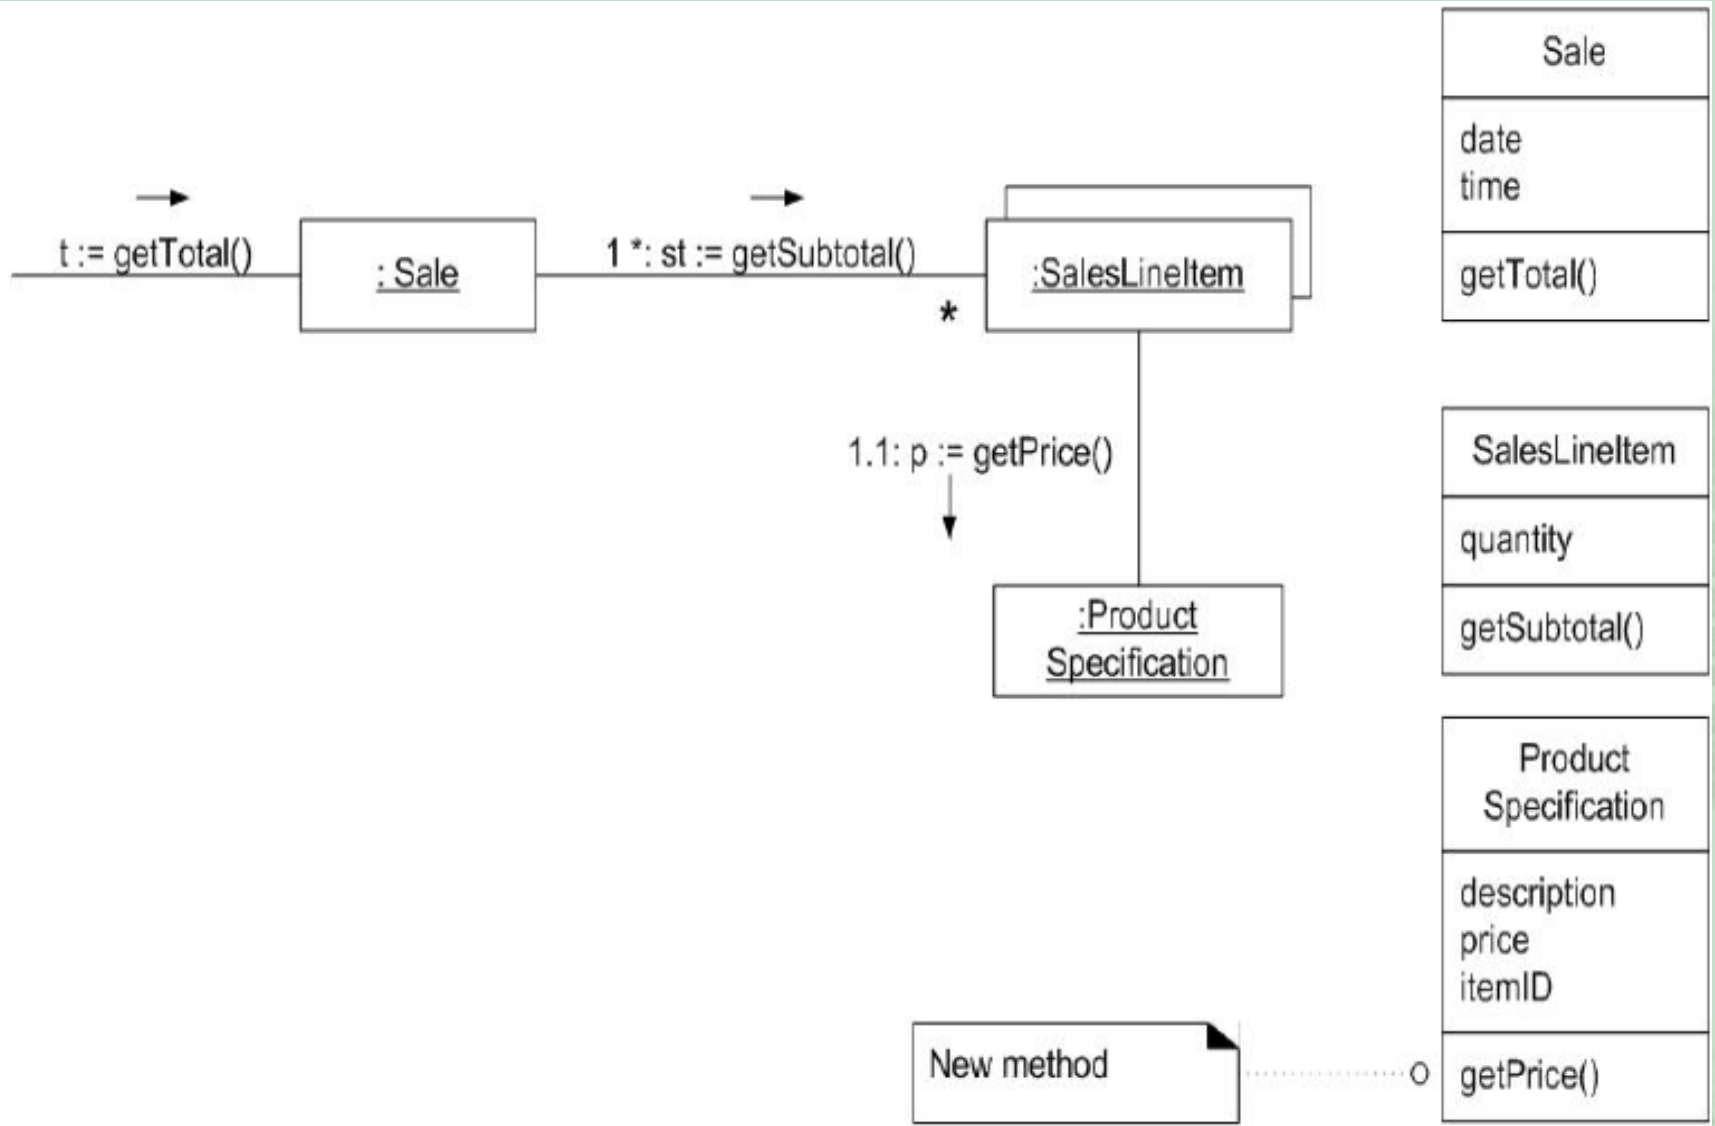 t := getTotal()
: Sale
1 *: st := getSubtotal()
*
:SalesLineItem
1.1: p := getPrice()
:Product
Specification
New method
Sale
date
time
getTotal()
SalesLineItem
quantity
getSubtotal()
Product
Specification
description
price
itemID
getPrice()